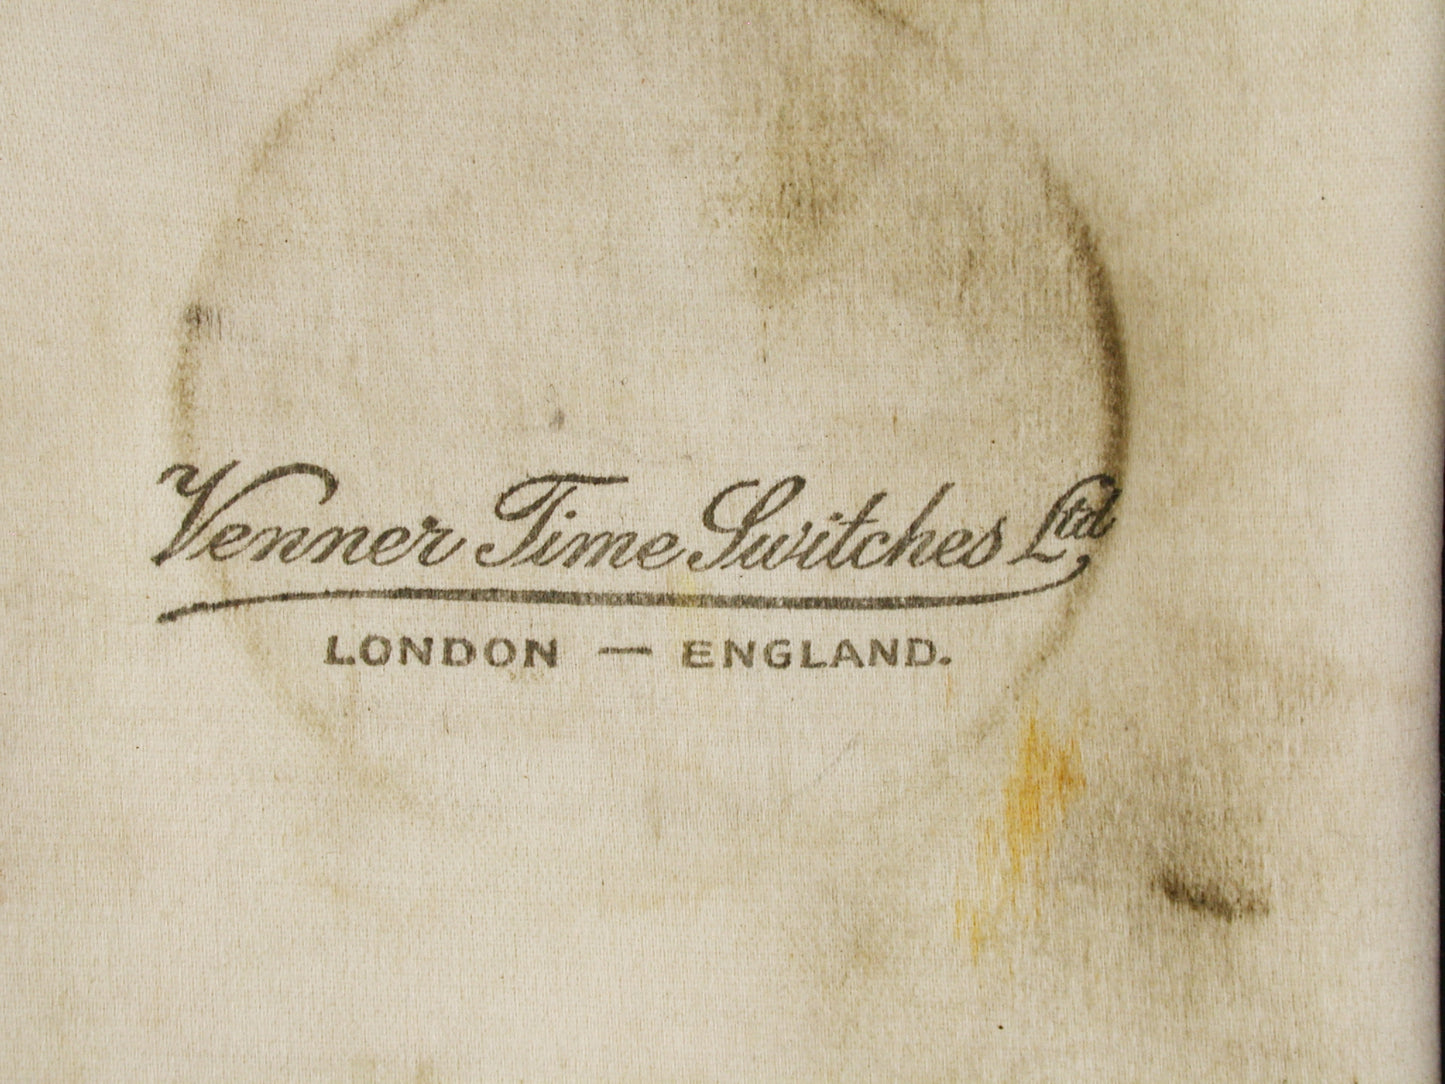 Venner Time Switches Ltd
LONDON — ENGLAND.